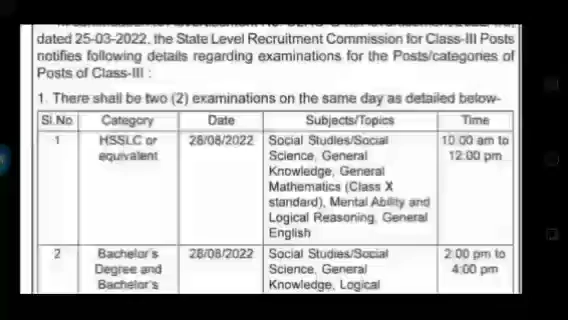 dated 25-03-2022, the State Level Recruitment Commission for Class-III Posts
notifies following details regarding examinations for the Posts/categories of
Posts of Class-III :
1. There shall be two (2) examinations on the same day as detailed below-
Sl.No. Category Date Subjects/Topics Time
1 HSSLC or 28/08/2022 Social Studies/Social 10:00 am to
equivalent Science, General 12:00 pm
Knowledge, General
Mathematics (Class X
standard), Mental Ability and
Logical Reasoning, General
English
2 Bachelor's 28/08/2022 Social Studies/Social 2:00 pm to
Degree and Science, General 4:00 pm
Bachelor's Knowledge, Logical